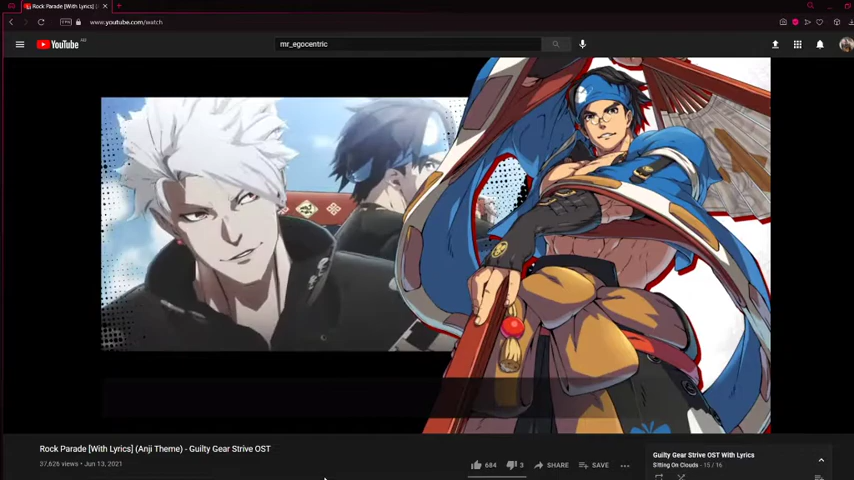 Rock Parade [With Lyrics] (
VPN
www.youtube.com/watch
YouTube
mr_egocentric
Rock Parade [With Lyrics] (Anji Theme) - Guilty Gear Strive OST
37,626 views • Jun 13, 2021
684
3
SHARE
SAVE
Guilty Gear Strive OST With Lyrics
Sitting On Clouds - 15 / 16